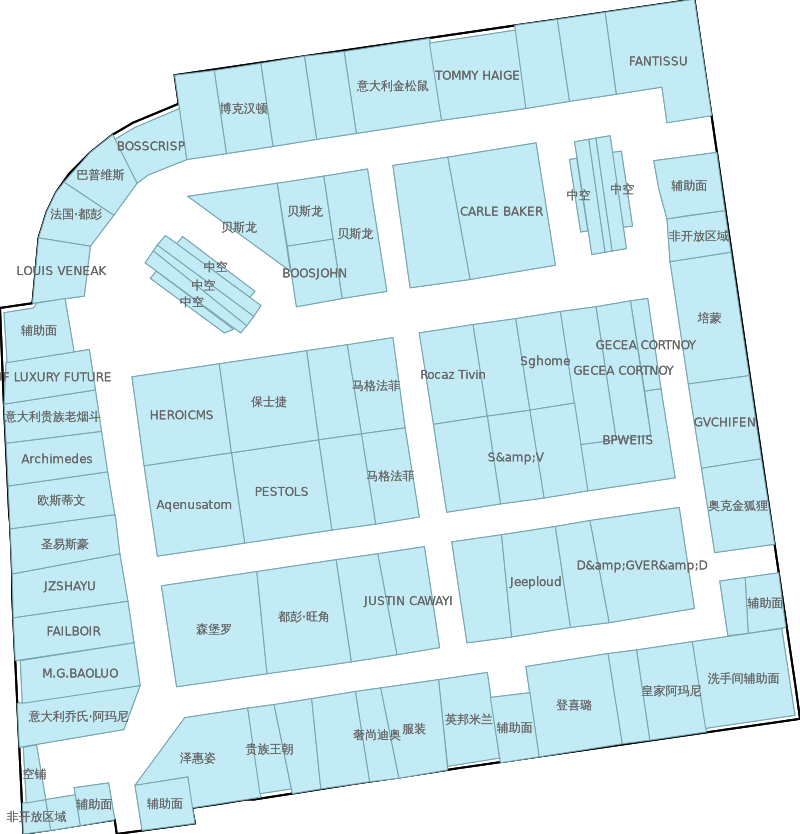 FANTISSU
TOMMY HAIGE
意大利金松鼠
博克汉顿
BOSSCRISP
巴普维斯
法国·都彭
LOUIS VENEAK
贝斯龙
贝斯龙
贝斯龙
BOOSJOHN
CARLE BAKER
中空
中空
辅助面
非开放区域
中空
中空
中空
培蒙
辅助面
F LUXURY FUTURE
意大利贵族老烟斗
Archimedes
欧斯蒂文
圣易斯豪
JZSHAYU
FAILBOIR
M.G.BAOLUO
意大利乔氏·阿玛尼
HEROICMS
保士捷
马格法菲
Rocaz Tivin
Sghome
GECEA CORTNOY
GECEA CORTNOY
GVCHIFEN
Aqenusatom
PESTOLS
马格法菲
S&amp;V
BPWEIIS
奥克金狐狸
森堡罗
都彭·旺角
JUSTIN CAWAYI
Jeeploud
D&amp;GVER&amp;D
辅助面
泽惠姿
贵族王朝
奢尚迪奥
服装
英邦米兰
辅助面
登喜璐
皇家阿玛尼
洗手间辅助面
空铺
非开放区域
辅助面
辅助面